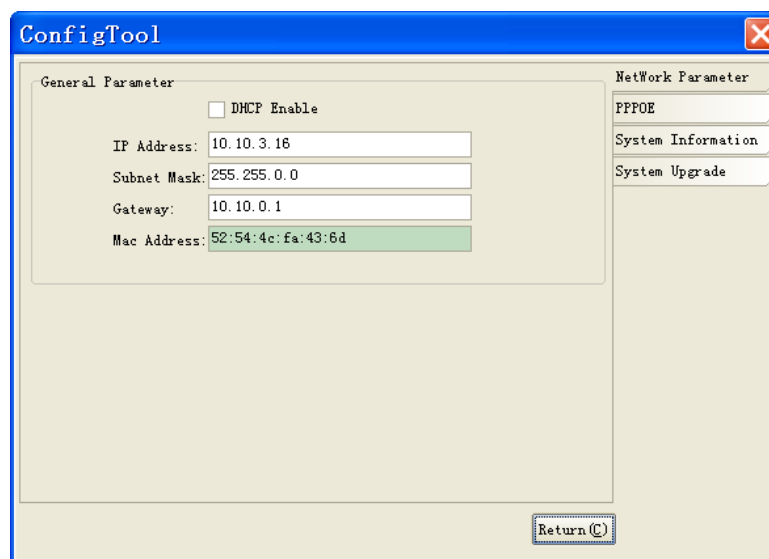 ConfigTool
General Parameter
DHCP Enable
IP Address: 10.10.3.16
Subnet Mask: 255.255.0.0
Gateway: 10.10.0.1
Mac Address: 52:54:4c:fa:43:6d
NetWork Parameter
PPPOE
System Information
System Upgrade
Return(C)